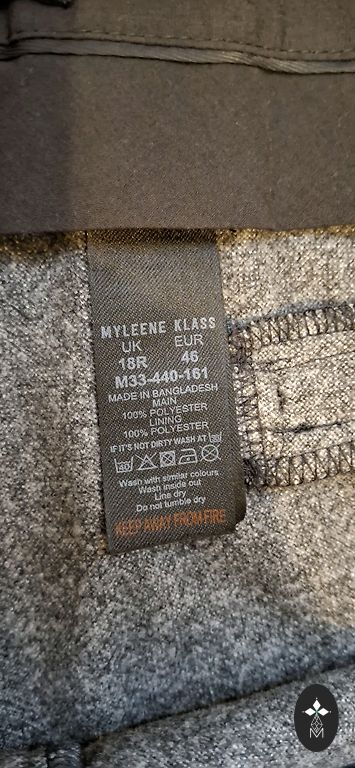 MYLEENE KLASS
UK EUR
18R 46
M33-440-161
MADE IN BANGLADESH
MAIN
100% POLYESTER
LINING
100% POLYESTER
IF IT'S NOT DIRTY WASH AT
Wash with similar colours
Wash inside out
Line dry
Do not tumble dry
KEEP AWAY FROM FIRE
M